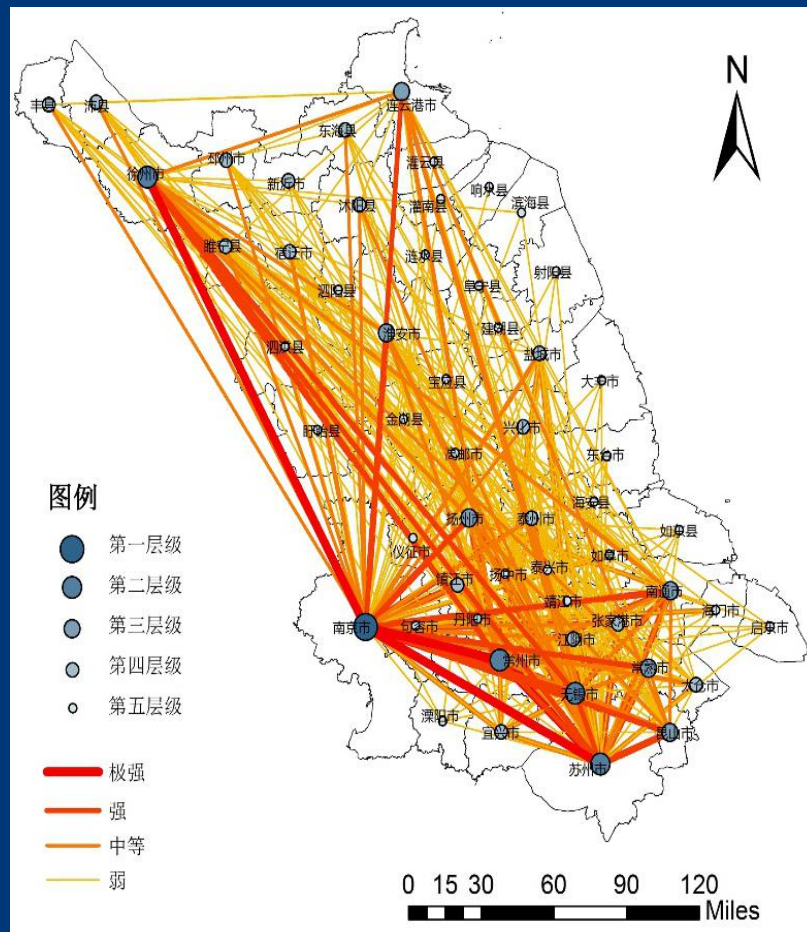 N
连云港市
丰县
沛县
东海县
邳州市
灌云县
徐州市
新沂市
响水县
沭阳县
灌南县
滨海县
睢宁县
宿迁市
涟水县
射阳县
泗阳县
阜宁县
淮安市
建湖县
泗洪县
盐城市
宝应县
大丰市
金湖县
盱眙县
兴化市
高邮市
东台市
海安县
扬州市
泰州市
如东县
仪征市
如皋市
镇江市
扬中市
泰兴市
南通市
靖江市
海门市
南京市
句容市
丹阳市
张家港市
启东市
江阴市
常州市
常熟市
无锡市
太仓市
溧阳市
宜兴市
昆山市
苏州市
图例
第一层级
第二层级
第三层级
第四层级
第五层级
极强
强
中等
弱
0 15 30 60 90 120
Miles